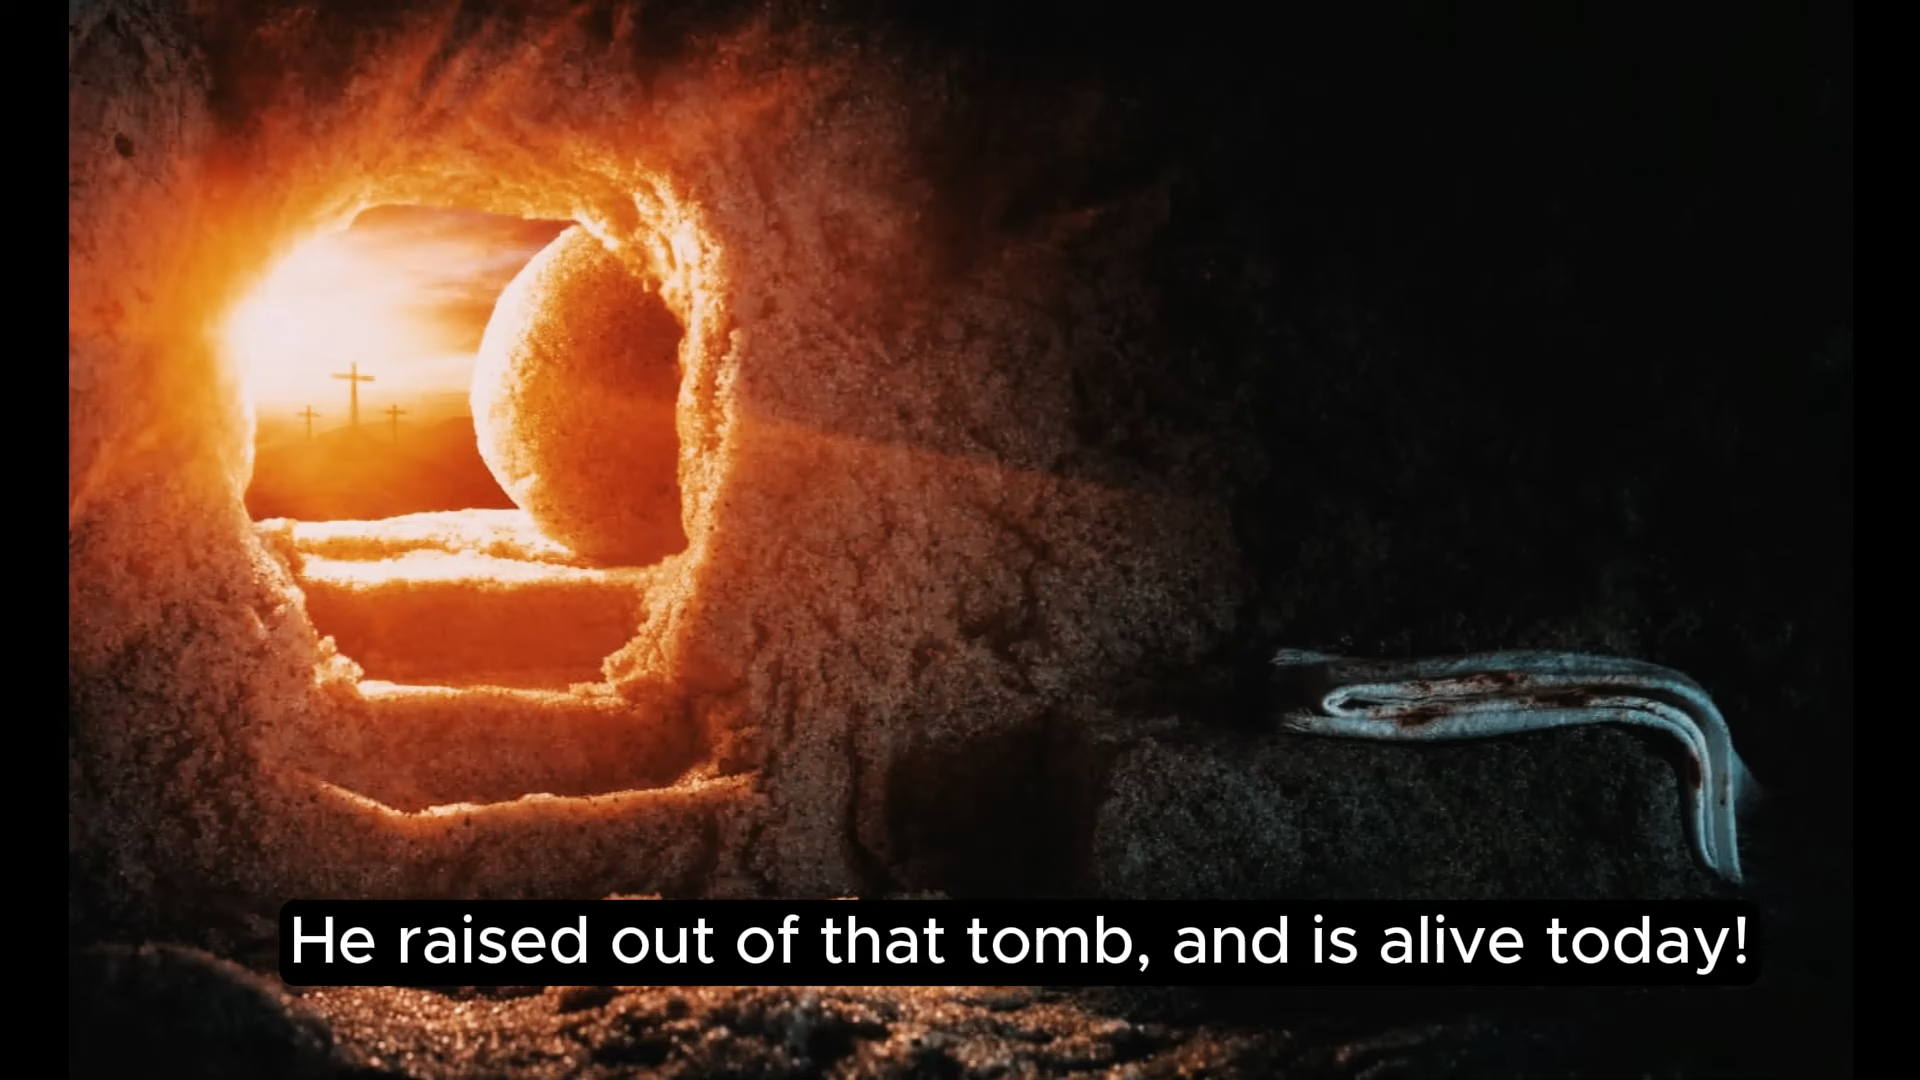 He raised out of that tomb, and is alive today!